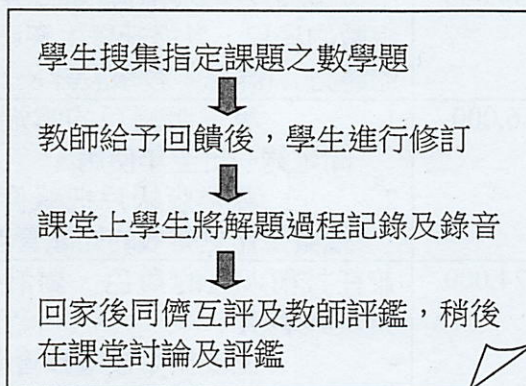 學生搜集指定課題之數學題
教師給予回饋後，學生進行修訂
課堂上學生將解題過程記錄及錄音
回家後同儕互評及教師評鑑，稍後
在課堂討論及評鑑